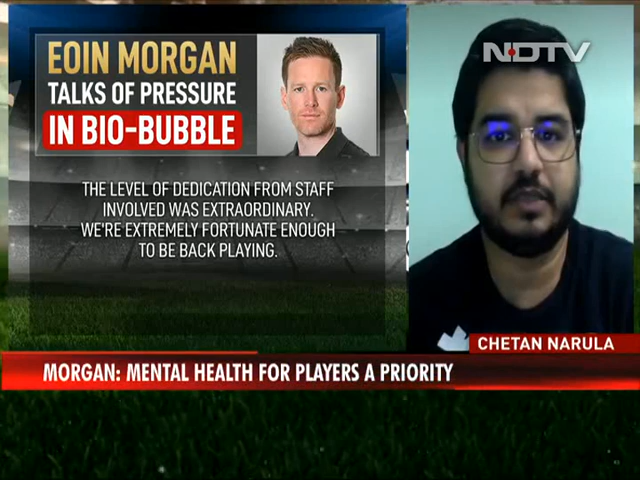 EOIN MORGAN
TALKS OF PRESSURE
IN BIO-BUBBLE
THE LEVEL OF DEDICATION FROM STAFF
INVOLVED WAS EXTRAORDINARY.
WE'RE EXTREMELY FORTUNATE ENOUGH
TO BE BACK PLAYING.
NDTV
CHETAN NARULA
MORGAN: MENTAL HEALTH FOR PLAYERS A PRIORITY